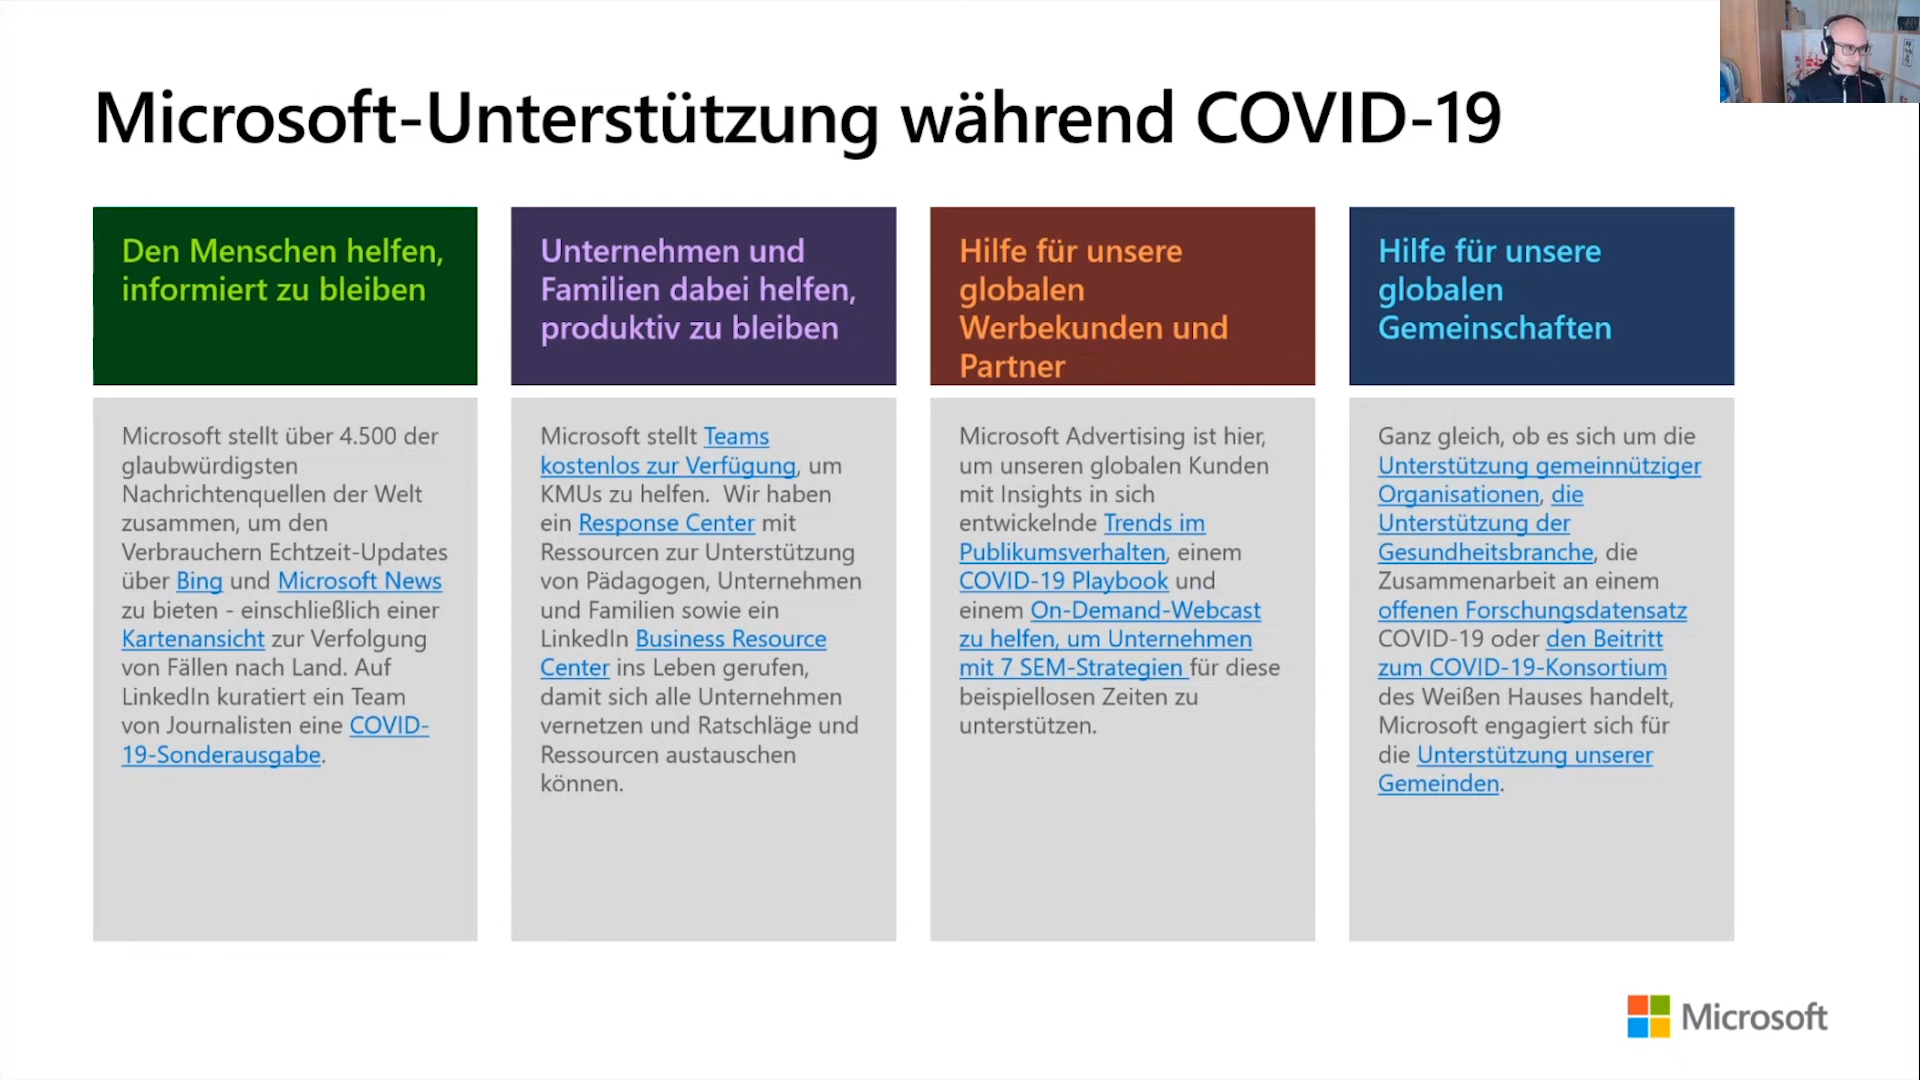 Microsoft-Unterstützung während COVID-19
Den Menschen helfen,
informiert zu bleiben
Microsoft stellt über 4.500 der
glaubwürdigsten
Nachrichtenquellen der Welt
zusammen, um den
Verbrauchern Echtzeit-Updates
über Bing und Microsoft News
zu bieten - einschließlich einer
Kartenansicht zur Verfolgung
von Fällen nach Land. Auf
LinkedIn kuratiert ein Team
von Journalisten eine COVID-
19-Sonderausgabe.
Unternehmen und
Familien dabei helfen,
produktiv zu bleiben
Microsoft stellt Teams
kostenlos zur Verfügung, um
KMUs zu helfen.  Wir haben
ein Response Center mit
Ressourcen zur Unterstützung
von Pädagogen, Unternehmen
und Familien sowie ein
LinkedIn Business Resource
Center ins Leben gerufen,
damit sich alle Unternehmen
vernetzen und Ratschläge und
Ressourcen austauschen
können.
Hilfe für unsere
globalen
Werbekunden und
Partner
Microsoft Advertising ist hier,
um unseren globalen Kunden
mit Insights in sich
entwickelnde Trends im
Publikumsverhalten, einem
COVID-19 Playbook und
einem On-Demand-Webcast
zu helfen, um Unternehmen
mit 7 SEM-Strategien für diese
beispiellosen Zeiten zu
unterstützen.
Hilfe für unsere
globalen
Gemeinschaften
Ganz gleich, ob es sich um die
Unterstützung gemeinnütziger
Organisationen, die
Unterstützung der
Gesundheitsbranche, die
Zusammenarbeit an einem
offenen Forschungsdatensatz
COVID-19 oder den Beitritt
zum COVID-19-Konsortium
des Weißen Hauses handelt,
Microsoft engagiert sich für
die Unterstützung unserer
Gemeinden.
Microsoft